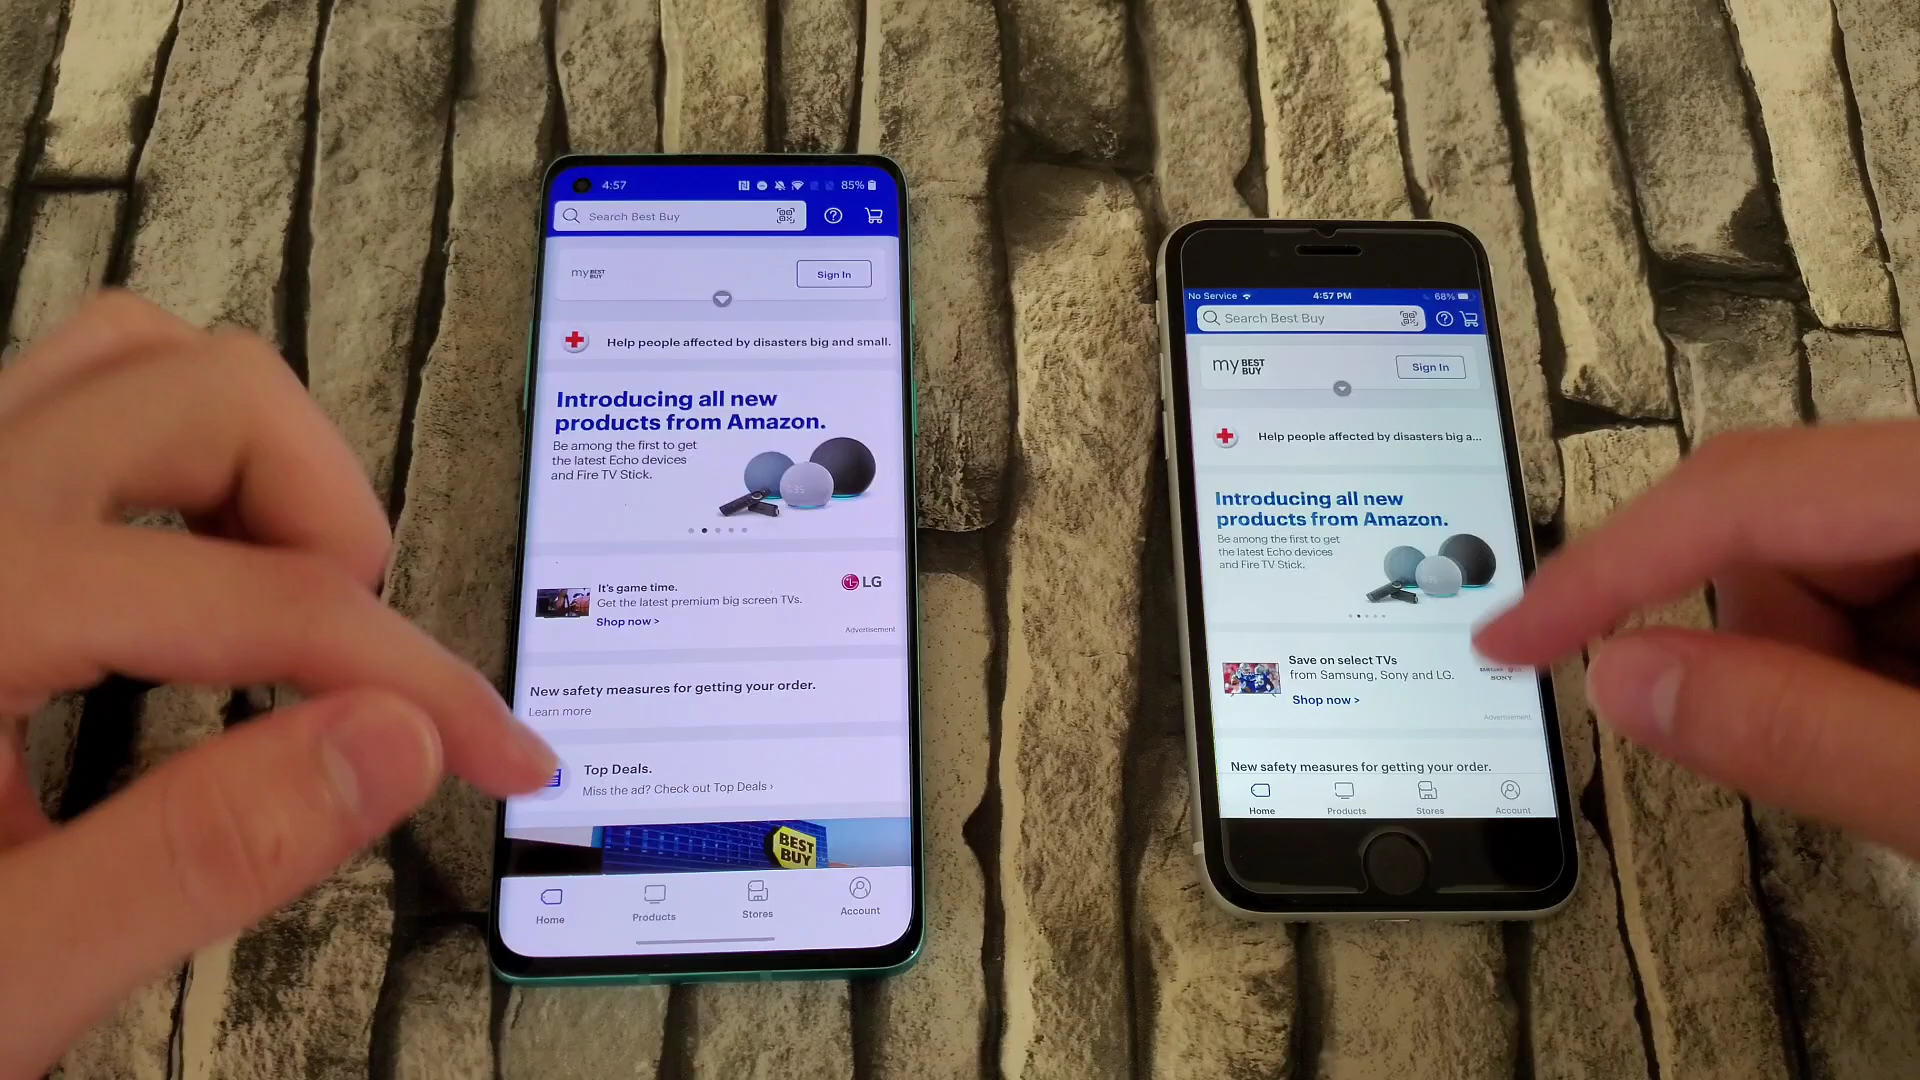 4:57
85%
Search Best Buy
my BEST BUY
Sign In
Help people affected by disasters big and small.
Introducing all new
products from Amazon.
Be among the first to get
the latest Echo devices
and Fire TV Stick.
It's game time.
Get the latest premium big screen TVs.
Shop now >
LG
Advertisement
New safety measures for getting your order.
Learn more
Top Deals.
Miss the ad? Check out Top Deals ›
BEST
BUY
Home
Products
Stores
Account
No Service
4:57 PM
68%
Search Best Buy
my BEST
BUY
Sign In
Help people affected by disasters big a...
Introducing all new
products from Amazon.
Be among the first to get
the latest Echo devices
and Fire TV Stick.
Save on select TVs
from Samsung, Sony and LG.
Shop now >
SONY
Advertisement
New safety measures for getting your order.
Home
Products
Stores
Account